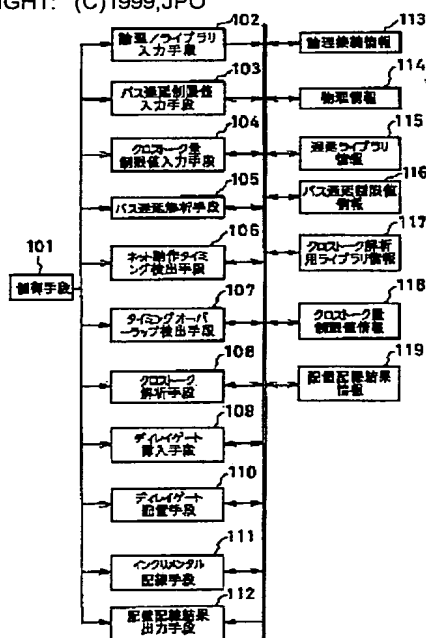 IGHT: (C)1999,JPO
102
論理/ライブラリ
入力手段
103
パス遅延制限値
入力手段
104
クロストーク量
制限値入力手段
105
パス遅延解析手段
106
ネット動作タイミ
ング検出手段
101
制御手段
107
タイミングオーバ
ーラップ検出手段
108
クロストーク
解析手段
109
ディレイゲート
挿入手段
110
ディレイゲート
配置手段
111
インクリメンタル
配線手段
112
配置配線結果
出力手段
113
論理接続情報
114
物理情報
115
遅延ライブラリ
情報
116
パス遅延制限値
情報
117
クロストーク解析
用ライブラリ情報
118
クロストーク量
制限値情報
119
配置配線結果
情報